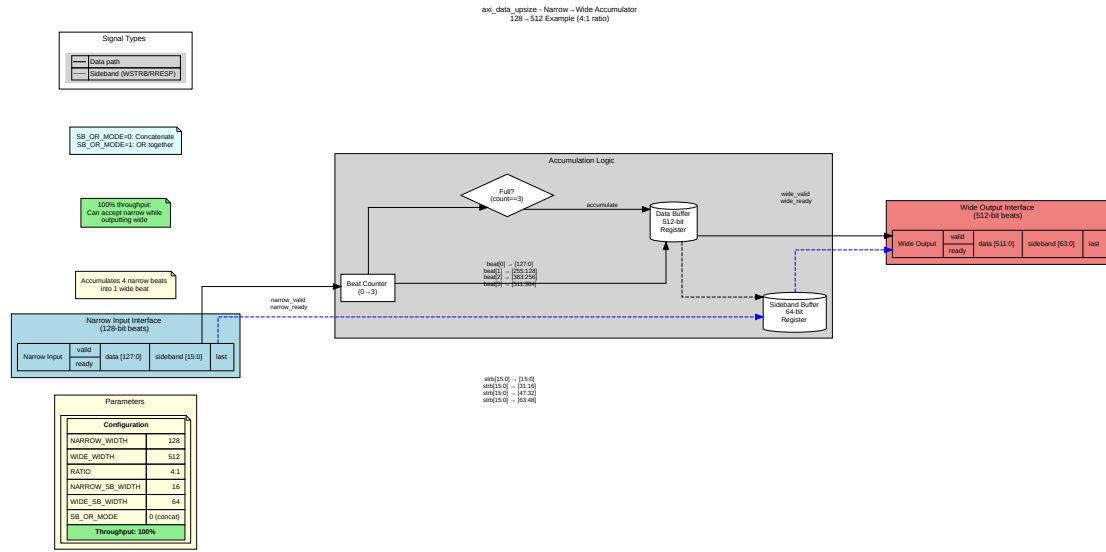 axi_data_upsize - Narrow→Wide Accumulator
128→512 Example (4:1 ratio)
Signal Types
Data path
Sideband (WSTRB/RRESP)
SB_OR_MODE=0: Concatenate
SB_OR_MODE=1: OR together
100% throughput:
Can accept narrow while
outputting wide
Accumulates 4 narrow beats
into 1 wide beat
Narrow Input Interface
(128-bit beats)
Narrow Input
valid
ready
data [127:0]
sideband [15:0]
last
narrow_valid
narrow_ready
Accumulation Logic
Full?
(count==3)
accumulate
Data Buffer
512-bit
Register
Beat Counter
(0→3)
beat[0] → [127:0]
beat[1] → [255:128]
beat[2] → [383:256]
beat[3] → [511:384]
Sideband Buffer
64-bit
Register
wide_valid
wide_ready
Wide Output Interface
(512-bit beats)
Wide Output
valid
ready
data [511:0]
sideband [63:0]
last
strb[15:0] → [15:0]
strb[15:0] → [31:16]
strb[15:0] → [47:32]
strb[15:0] → [63:48]
Parameters
Configuration
NARROW_WIDTH 128
WIDE_WIDTH 512
RATIO 4:1
NARROW_SB_WIDTH 16
WIDE_SB_WIDTH 64
SB_OR_MODE 0 (concat)
Throughput: 100%